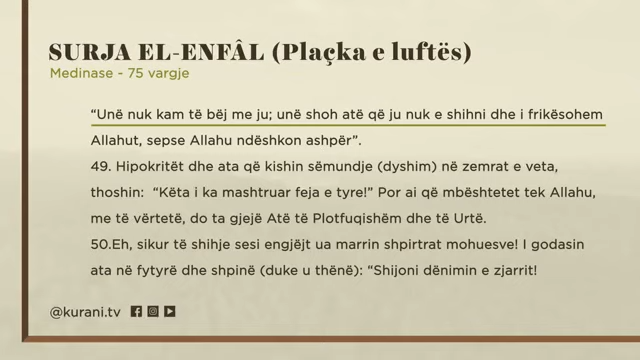 SURJA EL-ENFÂL (Plaçka e luftës)
Medinase - 75 vargje
“Unë nuk kam të bëj me ju; unë shoh atë që ju nuk e shihni dhe i frikësohem
Allahut, sepse Allahu ndëshkon ashpër”.
49. Hipokritët dhe ata që kishin sëmundje (dyshim) në zemrat e veta,
thoshin:  “Këta i ka mashtruar feja e tyre!” Por ai që mbështetet tek Allahu,
me të vërtetë, do ta gjejë Atë të Plotfuqishëm dhe të Urtë.
50.Eh, sikur të shihje sesi engjëjt ua marrin shpirtrat mohuesve! I godasin
ata në fytyrë dhe shpinë (duke u thënë): “Shijoni dënimin e zjarrit!
@kurani.tv